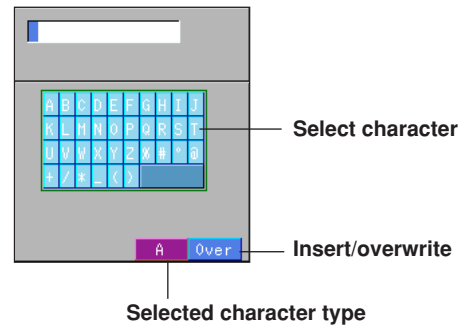 A B C D E F G H I J
K L M N O P Q R S T
Select character
U V W X Y Z % # ° @
+ / * _ ( )
A Over
Insert/overwrite
Selected character type